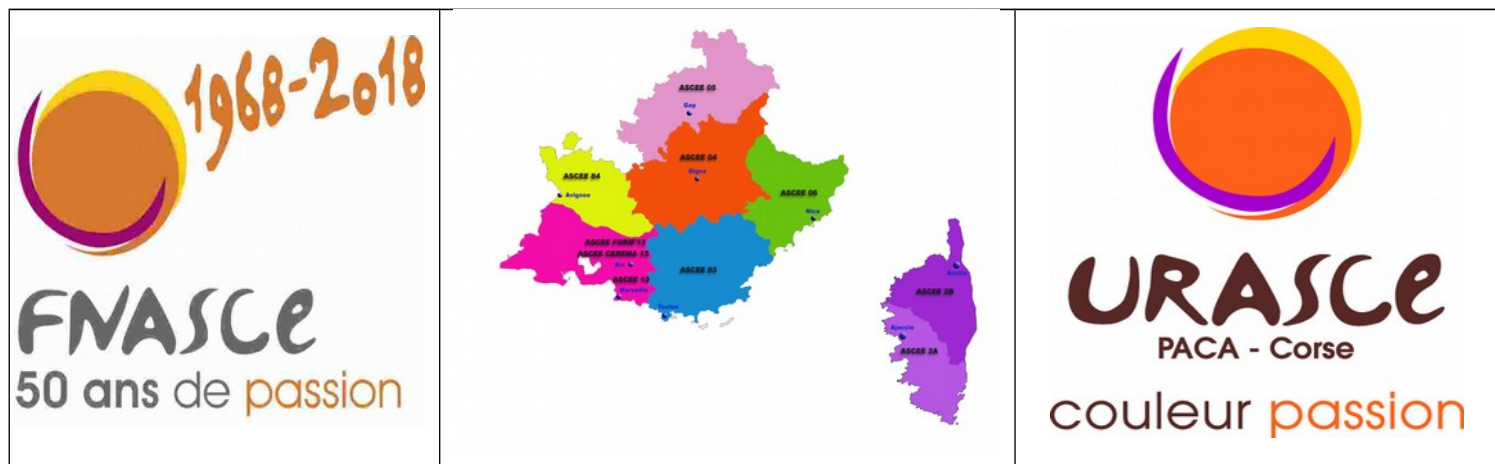 1968-2018
FNASCE
50 ans de passion
ASCEE 05
Gap
ASCEE 04
Digne
ASCEE 84
Avignon
ASCEE 06
Nice
ASCEE FORM'13
ASCEE CEREMA 13
Aix
ASCEE 13
Marseille
ASCEE 83
Toulon
Bastia
ASCEE 2B
Ajaccio
ASCEE 2A
URASCe
PACA - Corse
couleur passion